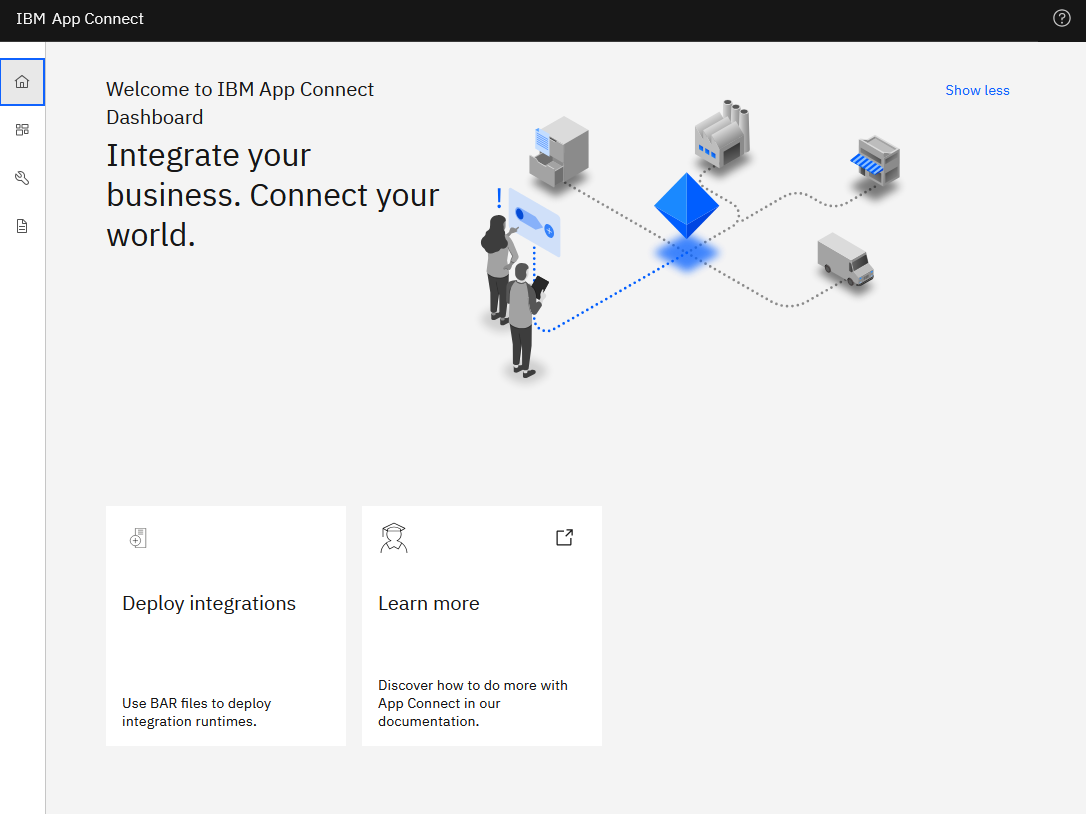 IBM App Connect
Welcome to IBM App Connect
Dashboard
Show less
Integrate your
business. Connect your
world.
!
Deploy integrations
Use BAR files to deploy
integration runtimes.
Learn more
Discover how to do more with
App Connect in our
documentation.